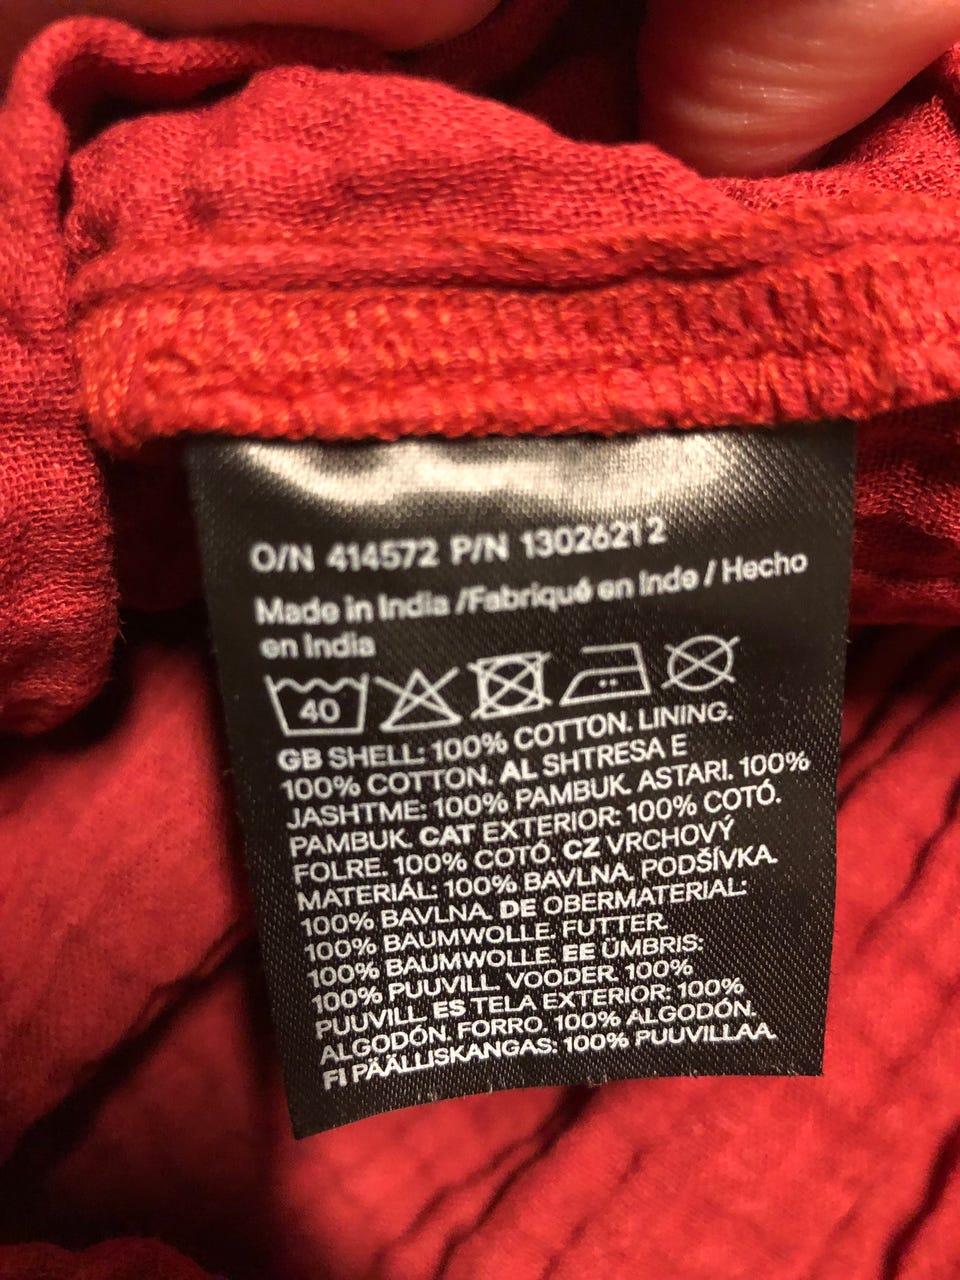 O/N 414572 P/N 13026212
Made in India /Fabriqué en Inde / Hecho
en India
40
GB SHELL: 100% COTTON. LINING.
100% COTTON. AL SHTRESA E
JASHTME: 100% PAMBUK. ASTARI. 100%
PAMBUK. CAT EXTERIOR: 100% COTÓ.
FOLRE. 100% COTÓ. CZ VRCHOVÝ
MATERIÁL: 100% BAVLNA. PODŠÍVKA.
100% BAVLNA. DE OBERMATERIAL:
100% BAUMWOLLE. FUTTER.
100% BAUMWOLLE. EE ÜMBRIS:
100% PUUVILL. VOODER. 100%
PUUVILL. ES TELA EXTERIOR: 100%
ALGODÓN. FORRO. 100% ALGODÓN.
FI PÄÄLLISKANGAS: 100% PUUVILLAA.